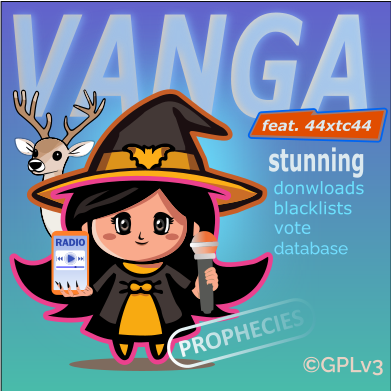 VANGA
feat. 44xtc44
stunning
donwloads
blacklists
vote
database
RADIO
PROPHECIES
©GPLv3